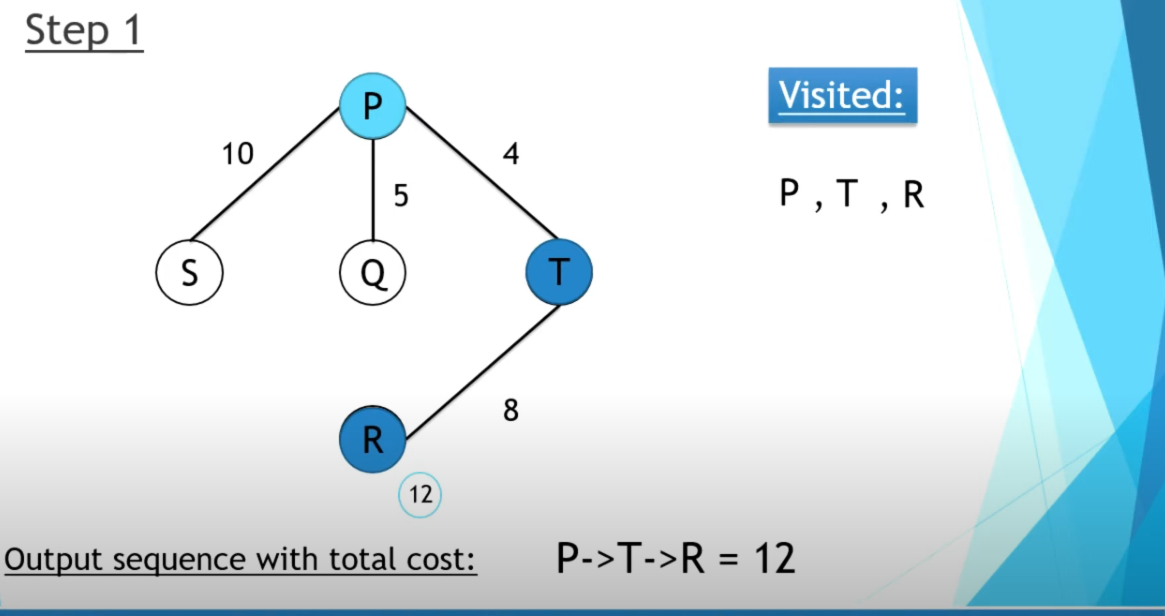 Step 1
P
Visited:
10
4
5
P , T , R
S
Q
T
8
R
12
Output sequence with total cost: P->T->R = 12